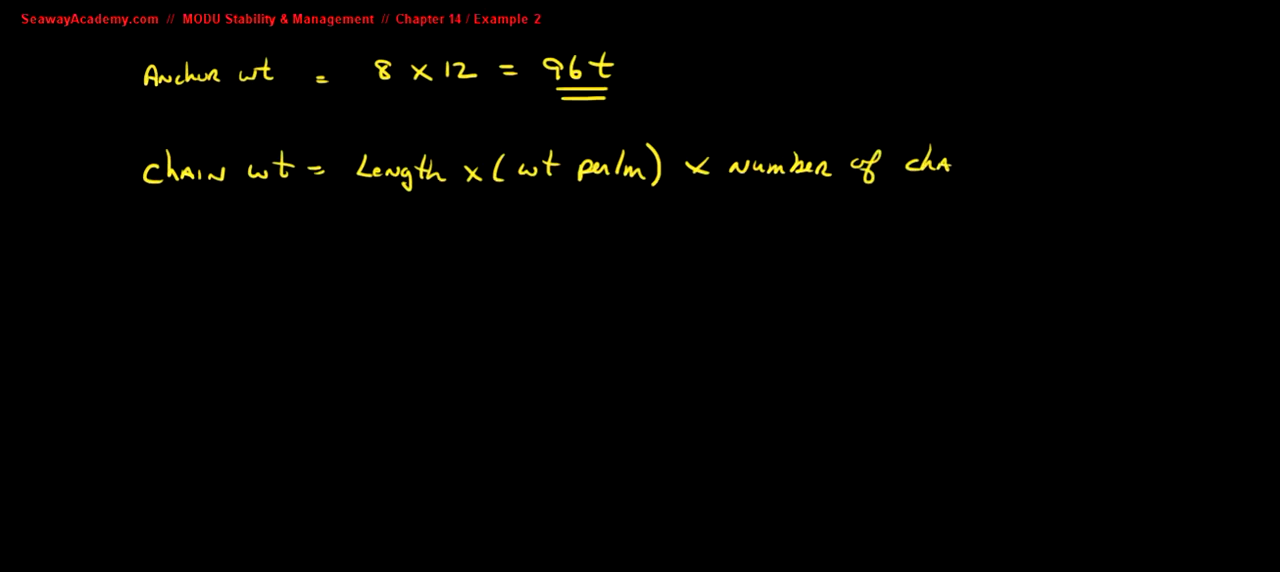 SeawayAcademy.com // MODU Stability & Management // Chapter 14 / Example 2
Anchor wt = 8 × 12 = 96t
Chain wt = Length × (wt per/m) × Number of cha